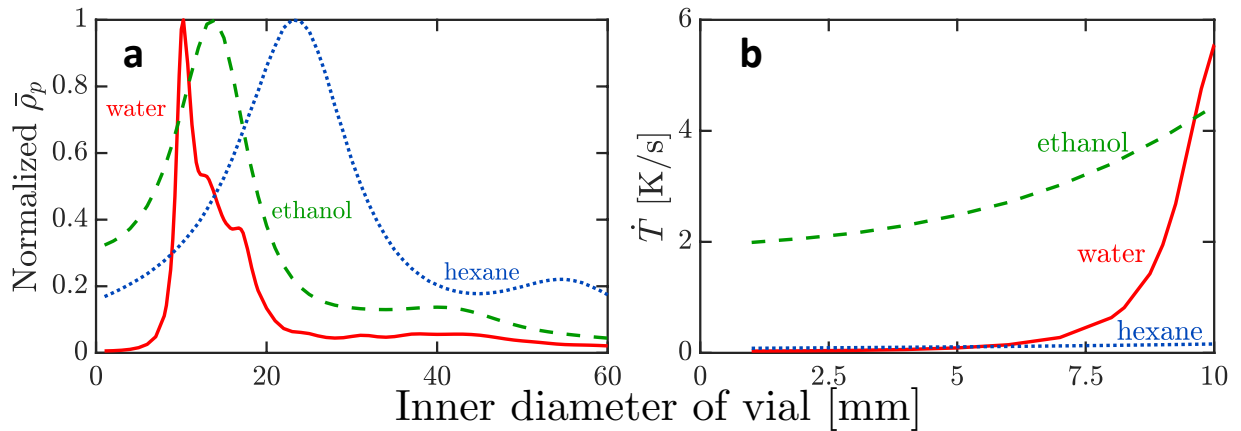 a
b
Normalized ρ̄_p
1
0.8
0.6
0.4
0.2
0
water
ethanol
hexane
0
20
40
60
Ṫ [K/s]
6
4
2
0
ethanol
water
hexane
0
2.5
5
7.5
10
Inner diameter of vial [mm]